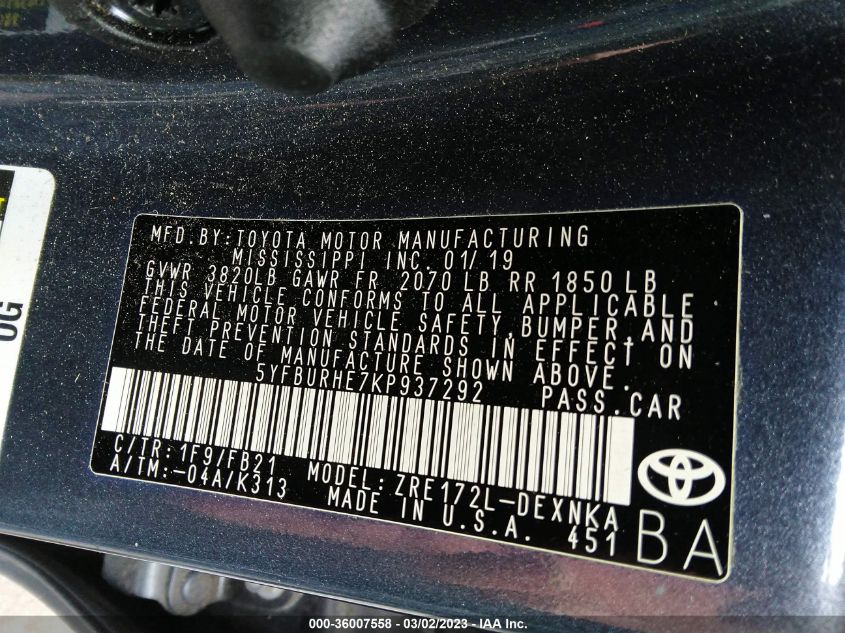 MFD.BY:TOYOTA MOTOR MANUFACTURING
MISSISSIPPI INC. 01/19
GVWR 3820LB GAWR FR 2070 LB RR 1850 LB
THIS VEHICLE CONFORMS TO ALL APPLICABLE
FEDERAL MOTOR VEHICLE SAFETY,BUMPER,AND
THEFT PREVENTION STANDARDS IN EFFECT ON
THE DATE OF MANUFACTURE SHOWN ABOVE.
5YFBURHE7KP937292 PASS.CAR
C/TR:1F9/FB21 MODEL:ZRE172L-DEXNKA
A/TM:-04A/K313 MADE IN U.S.A. 451
BA
OG
000-36007558 - 03/02/2023 - © IAA Inc.